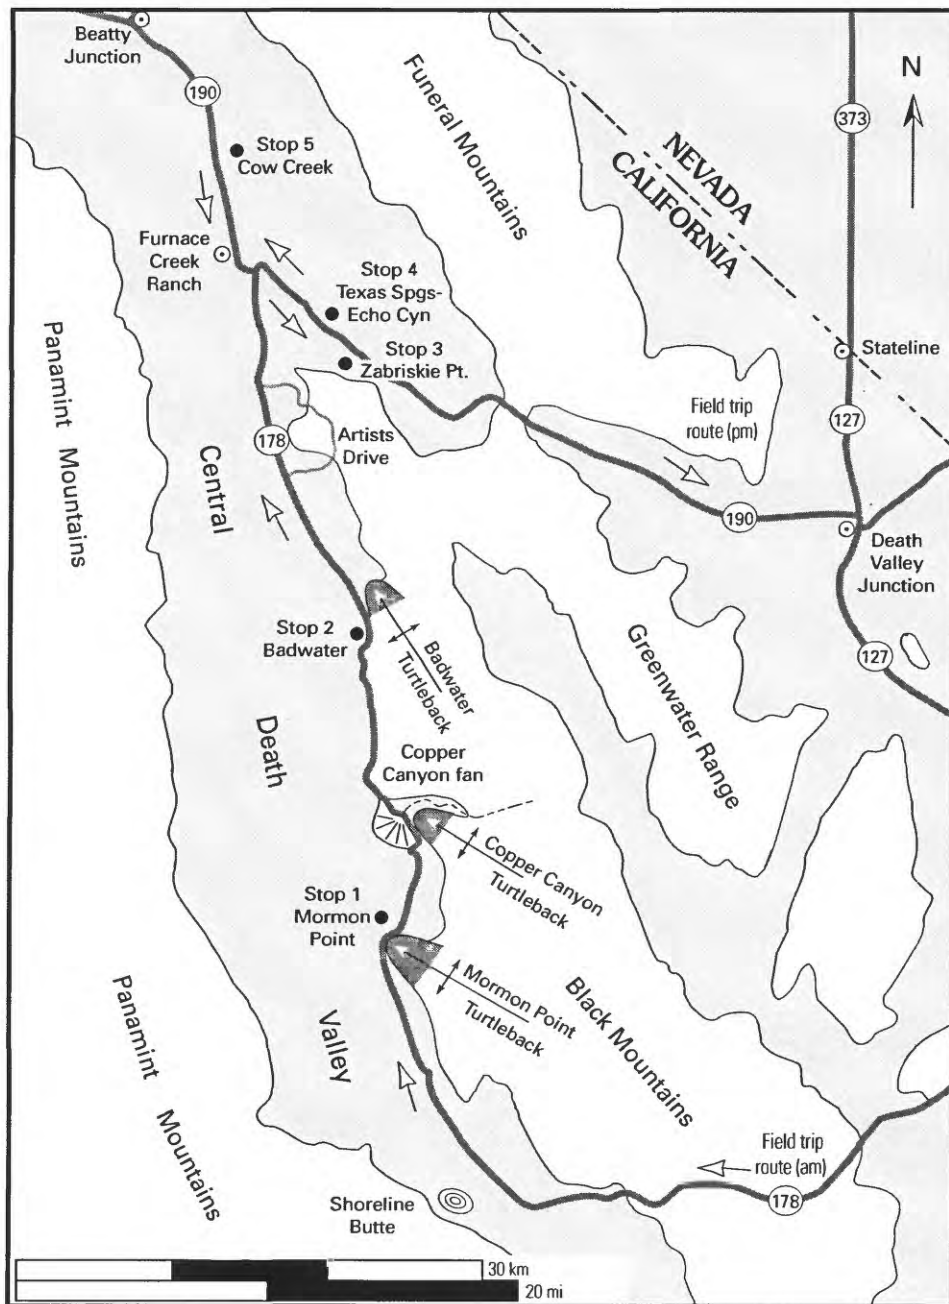 Beatty
Junction
190
Stop 5
Cow Creek
Funeral Mountains
NEVADA
CALIFORNIA
373
N
Furnace
Creek
Ranch
Stop 4
Texas Spgs-
Echo Cyn
Stop 3
Zabriskie Pt.
Stateline
Panamint Mountains
178
Artists
Drive
Field trip
route (pm)
127
190
Death
Valley
Junction
127
Central
Death
Valley
Stop 2
Badwater
Badwater
Turtleback
Greenwater Range
Copper
Canyon fan
Copper Canyon
Turtleback
Stop 1
Mormon
Point
Mormon Point
Turtleback
Black Mountains
Panamint Mountains
Field trip
route (am)
178
Shoreline
Butte
30 km
20 mi